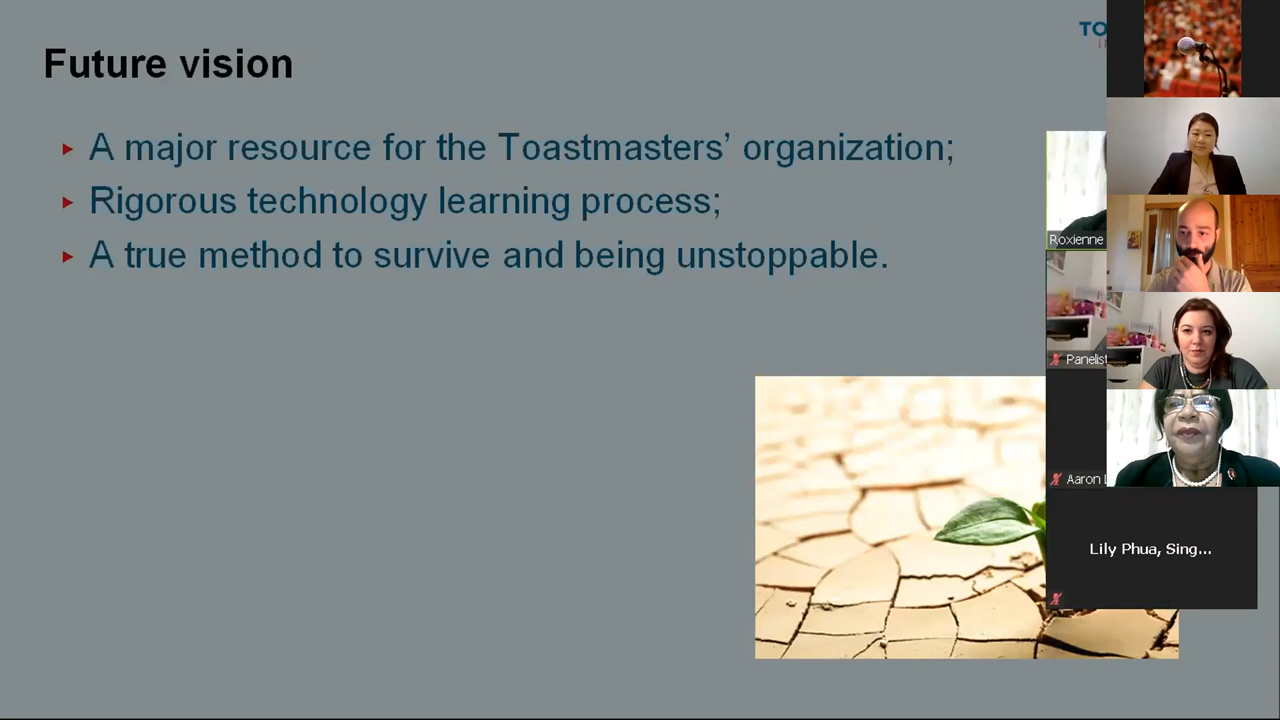 Future vision
A major resource for the Toastmasters' organization;
Rigorous technology learning process;
A true method to survive and being unstoppable.
TO
Roxienne
Panelist
Aaron L
Lily Phua, Sing...